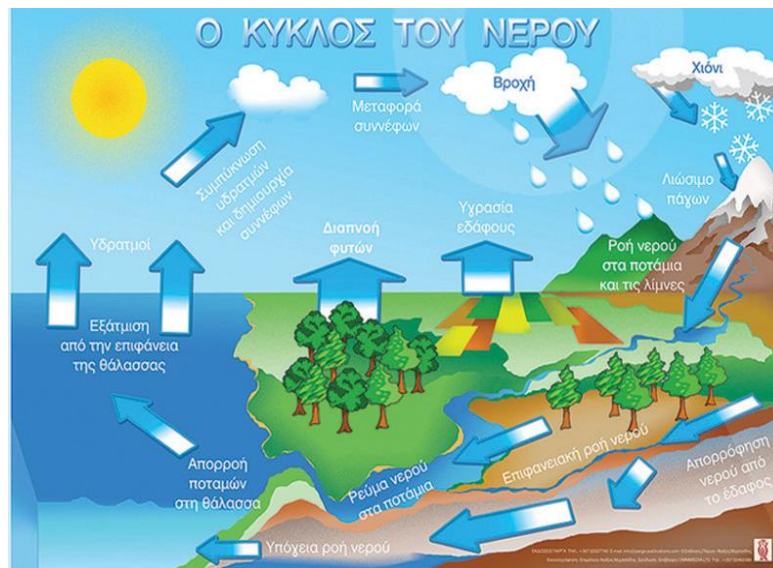 Ο ΚΥΚΛΟΣ ΤΟΥ ΝΕΡΟΥ
Βροχή
Χιόνι
Μεταφορά
συννέφων
Συμπύκνωση
υδρατμών
και δημιουργία
συννέφων
Λιώσιμο
πάγων
Υδρατμοί
Διαπνοή
φυτών
Υγρασία
εδάφους
Ροή νερού
στα ποτάμια
και τις λίμνες
Εξάτμιση
από την επιφάνεια
της θάλασσας
Απορροή
ποταμών
στη θάλασσα
Ρεύμα νερού
στα ποτάμια
Επιφανειακή ροή νερού
Απορρόφηση
νερού από
το έδαφος
Υπόχεια ροή νερού